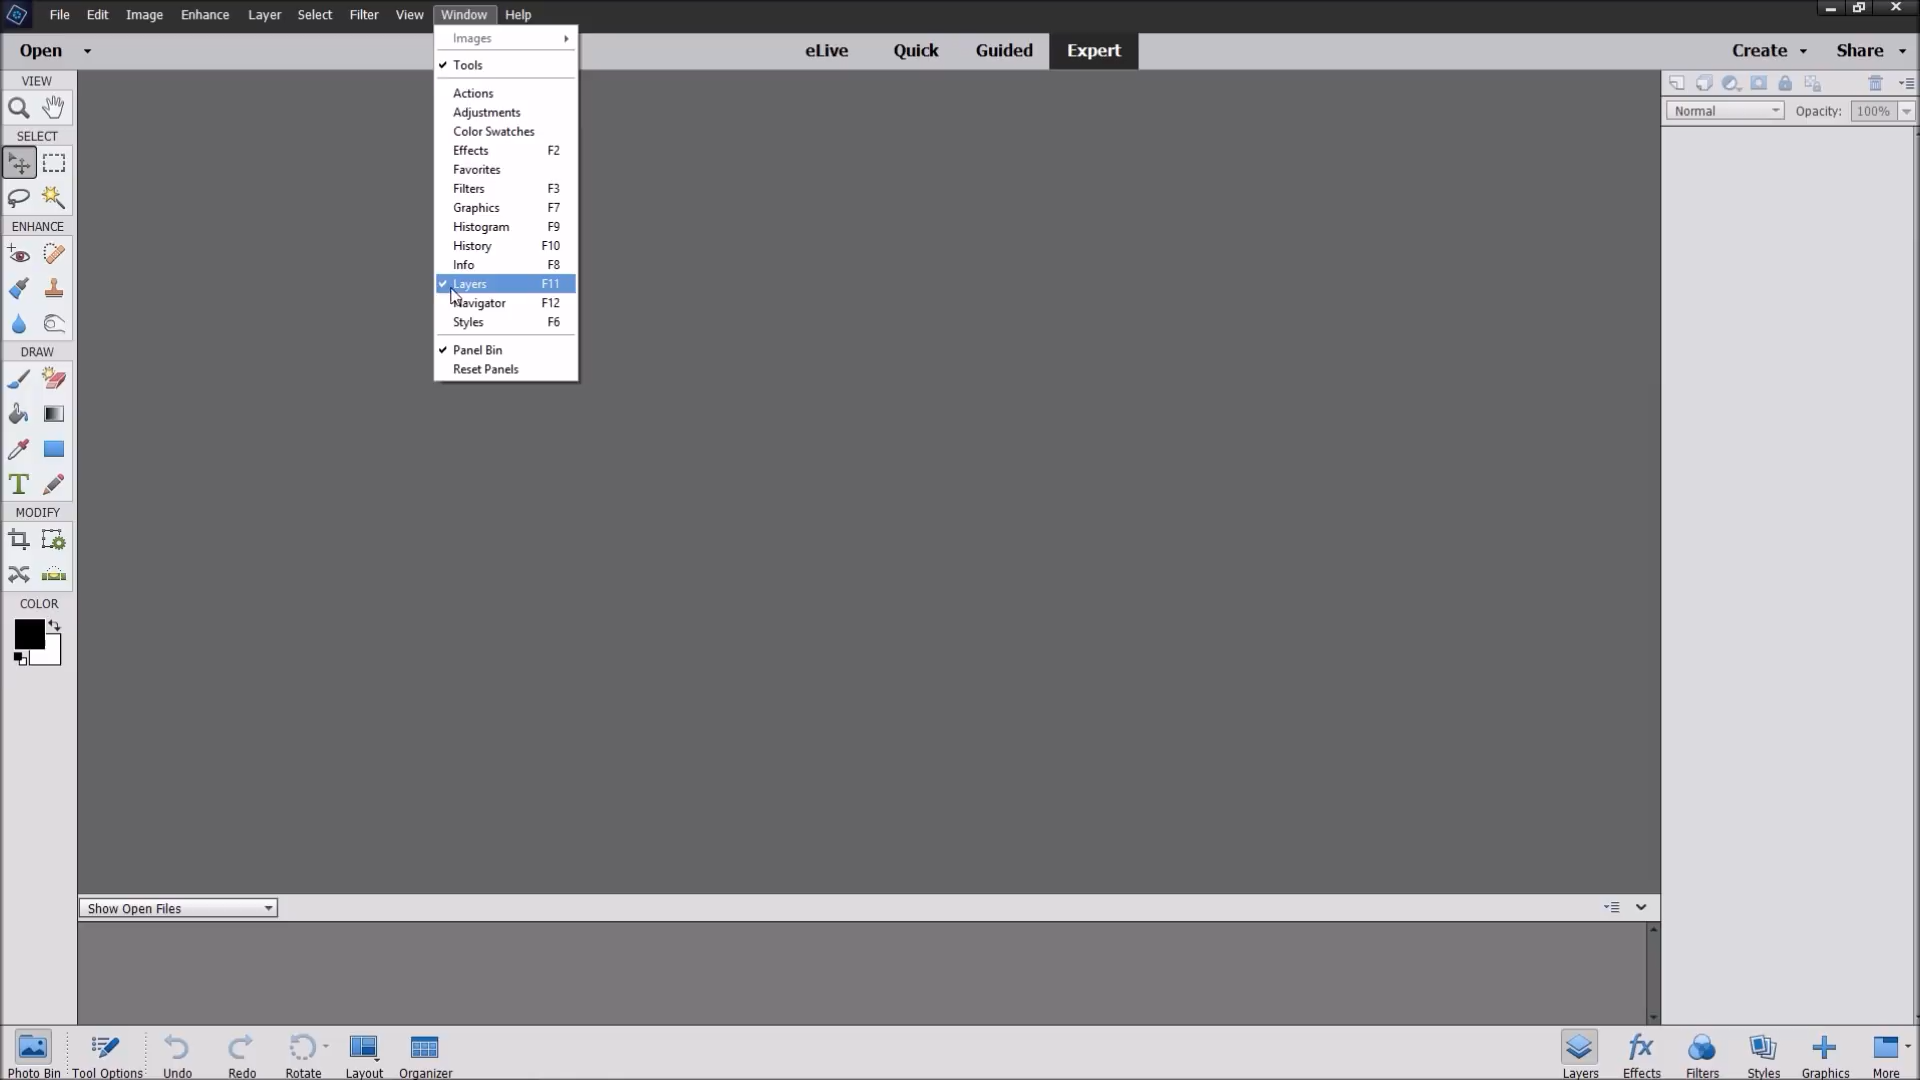 File Edit Image Enhance Layer Select Filter View Window Help
Open eLive Quick Guided Expert Create Share
Images
Tools
Actions
Adjustments
Color Swatches
Effects F2
Favorites
Filters F3
Graphics F7
Histogram F9
History F10
Info F8
Layers F11
Navigator F12
Styles F6
Panel Bin
Reset Panels
VIEW
SELECT
ENHANCE
DRAW
T
MODIFY
COLOR
Normal Opacity: 100%
Show Open Files
Photo Bin Tool Options Undo Redo Rotate Layout Organizer
fx
Layers Effects Filters Styles Graphics More